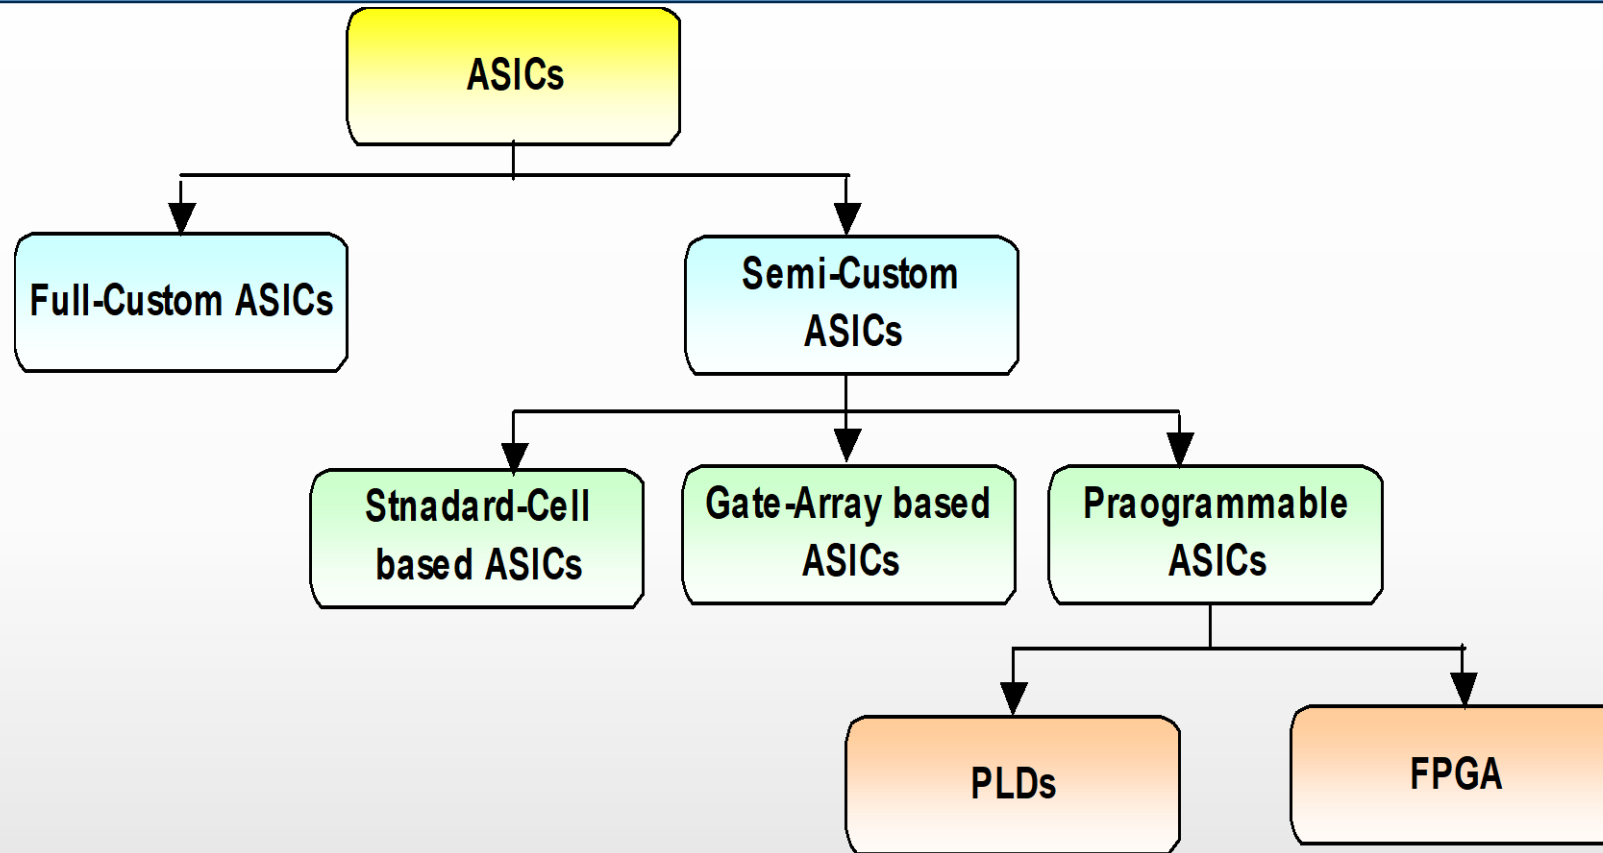 ASICs
Full-Custom ASICs
Semi-Custom
ASICs
Stnadard-Cell
based ASICs
Gate-Array based
ASICs
Praogrammable
ASICs
PLDs
FPGA